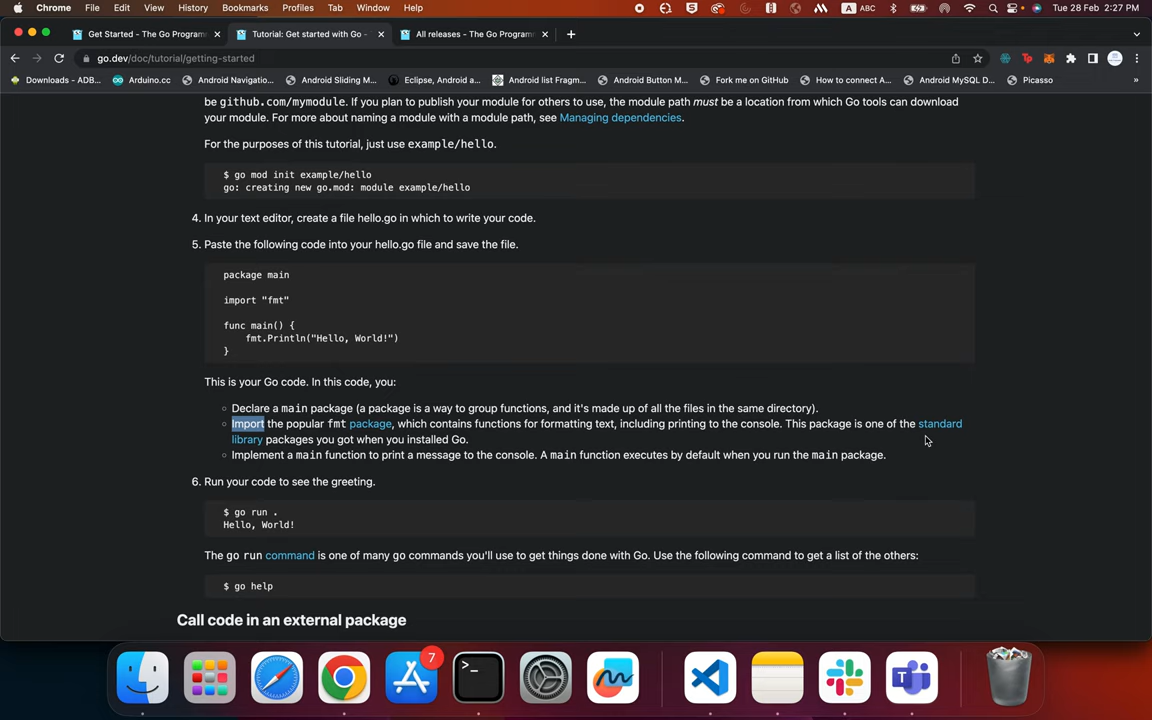 Chrome File Edit View History Bookmarks Profiles Tab Window Help A ABC Tue 28 Feb 2:27 PM
Get Started - The Go Program × Tutorial: Get started with Go - × All releases - The Go Program × +
go.dev/doc/tutorial/getting-started
Downloads - ADB... Arduino.cc Android Navigatio... Android Sliding M... Eclipse, Android a... Android list Fragm... Android Button M... Fork me on GitHub How to connect A... Android MySQL D... Picasso »
be github.com/mymodule. If you plan to publish your module for others to use, the module path must be a location from which Go tools can download
your module. For more about naming a module with a module path, see Managing dependencies.
For the purposes of this tutorial, just use example/hello.
$ go mod init example/hello
go: creating new go.mod: module example/hello
4. In your text editor, create a file hello.go in which to write your code.
5. Paste the following code into your hello.go file and save the file.
package main
import "fmt"
func main() {
fmt.Println("Hello, World!")
}
This is your Go code. In this code, you:
Declare a main package (a package is a way to group functions, and it's made up of all the files in the same directory).
Import the popular fmt package, which contains functions for formatting text, including printing to the console. This package is one of the standard
library packages you got when you installed Go.
Implement a main function to print a message to the console. A main function executes by default when you run the main package.
6. Run your code to see the greeting.
$ go run .
Hello, World!
The go run command is one of many go commands you'll use to get things done with Go. Use the following command to get a list of the others:
$ go help
Call code in an external package
7
>_